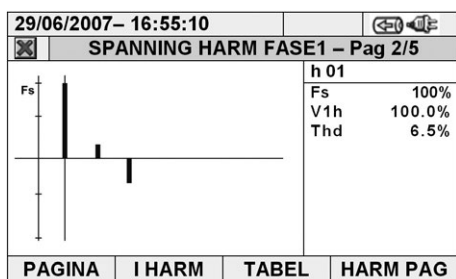 29/06/2007– 16:55:10
SPANNING HARM FASE1 – Pag 2/5
Fs
h 01
Fs 100%
V1h 100.0%
Thd 6.5%
PAGINA I HARM TABEL HARM PAG